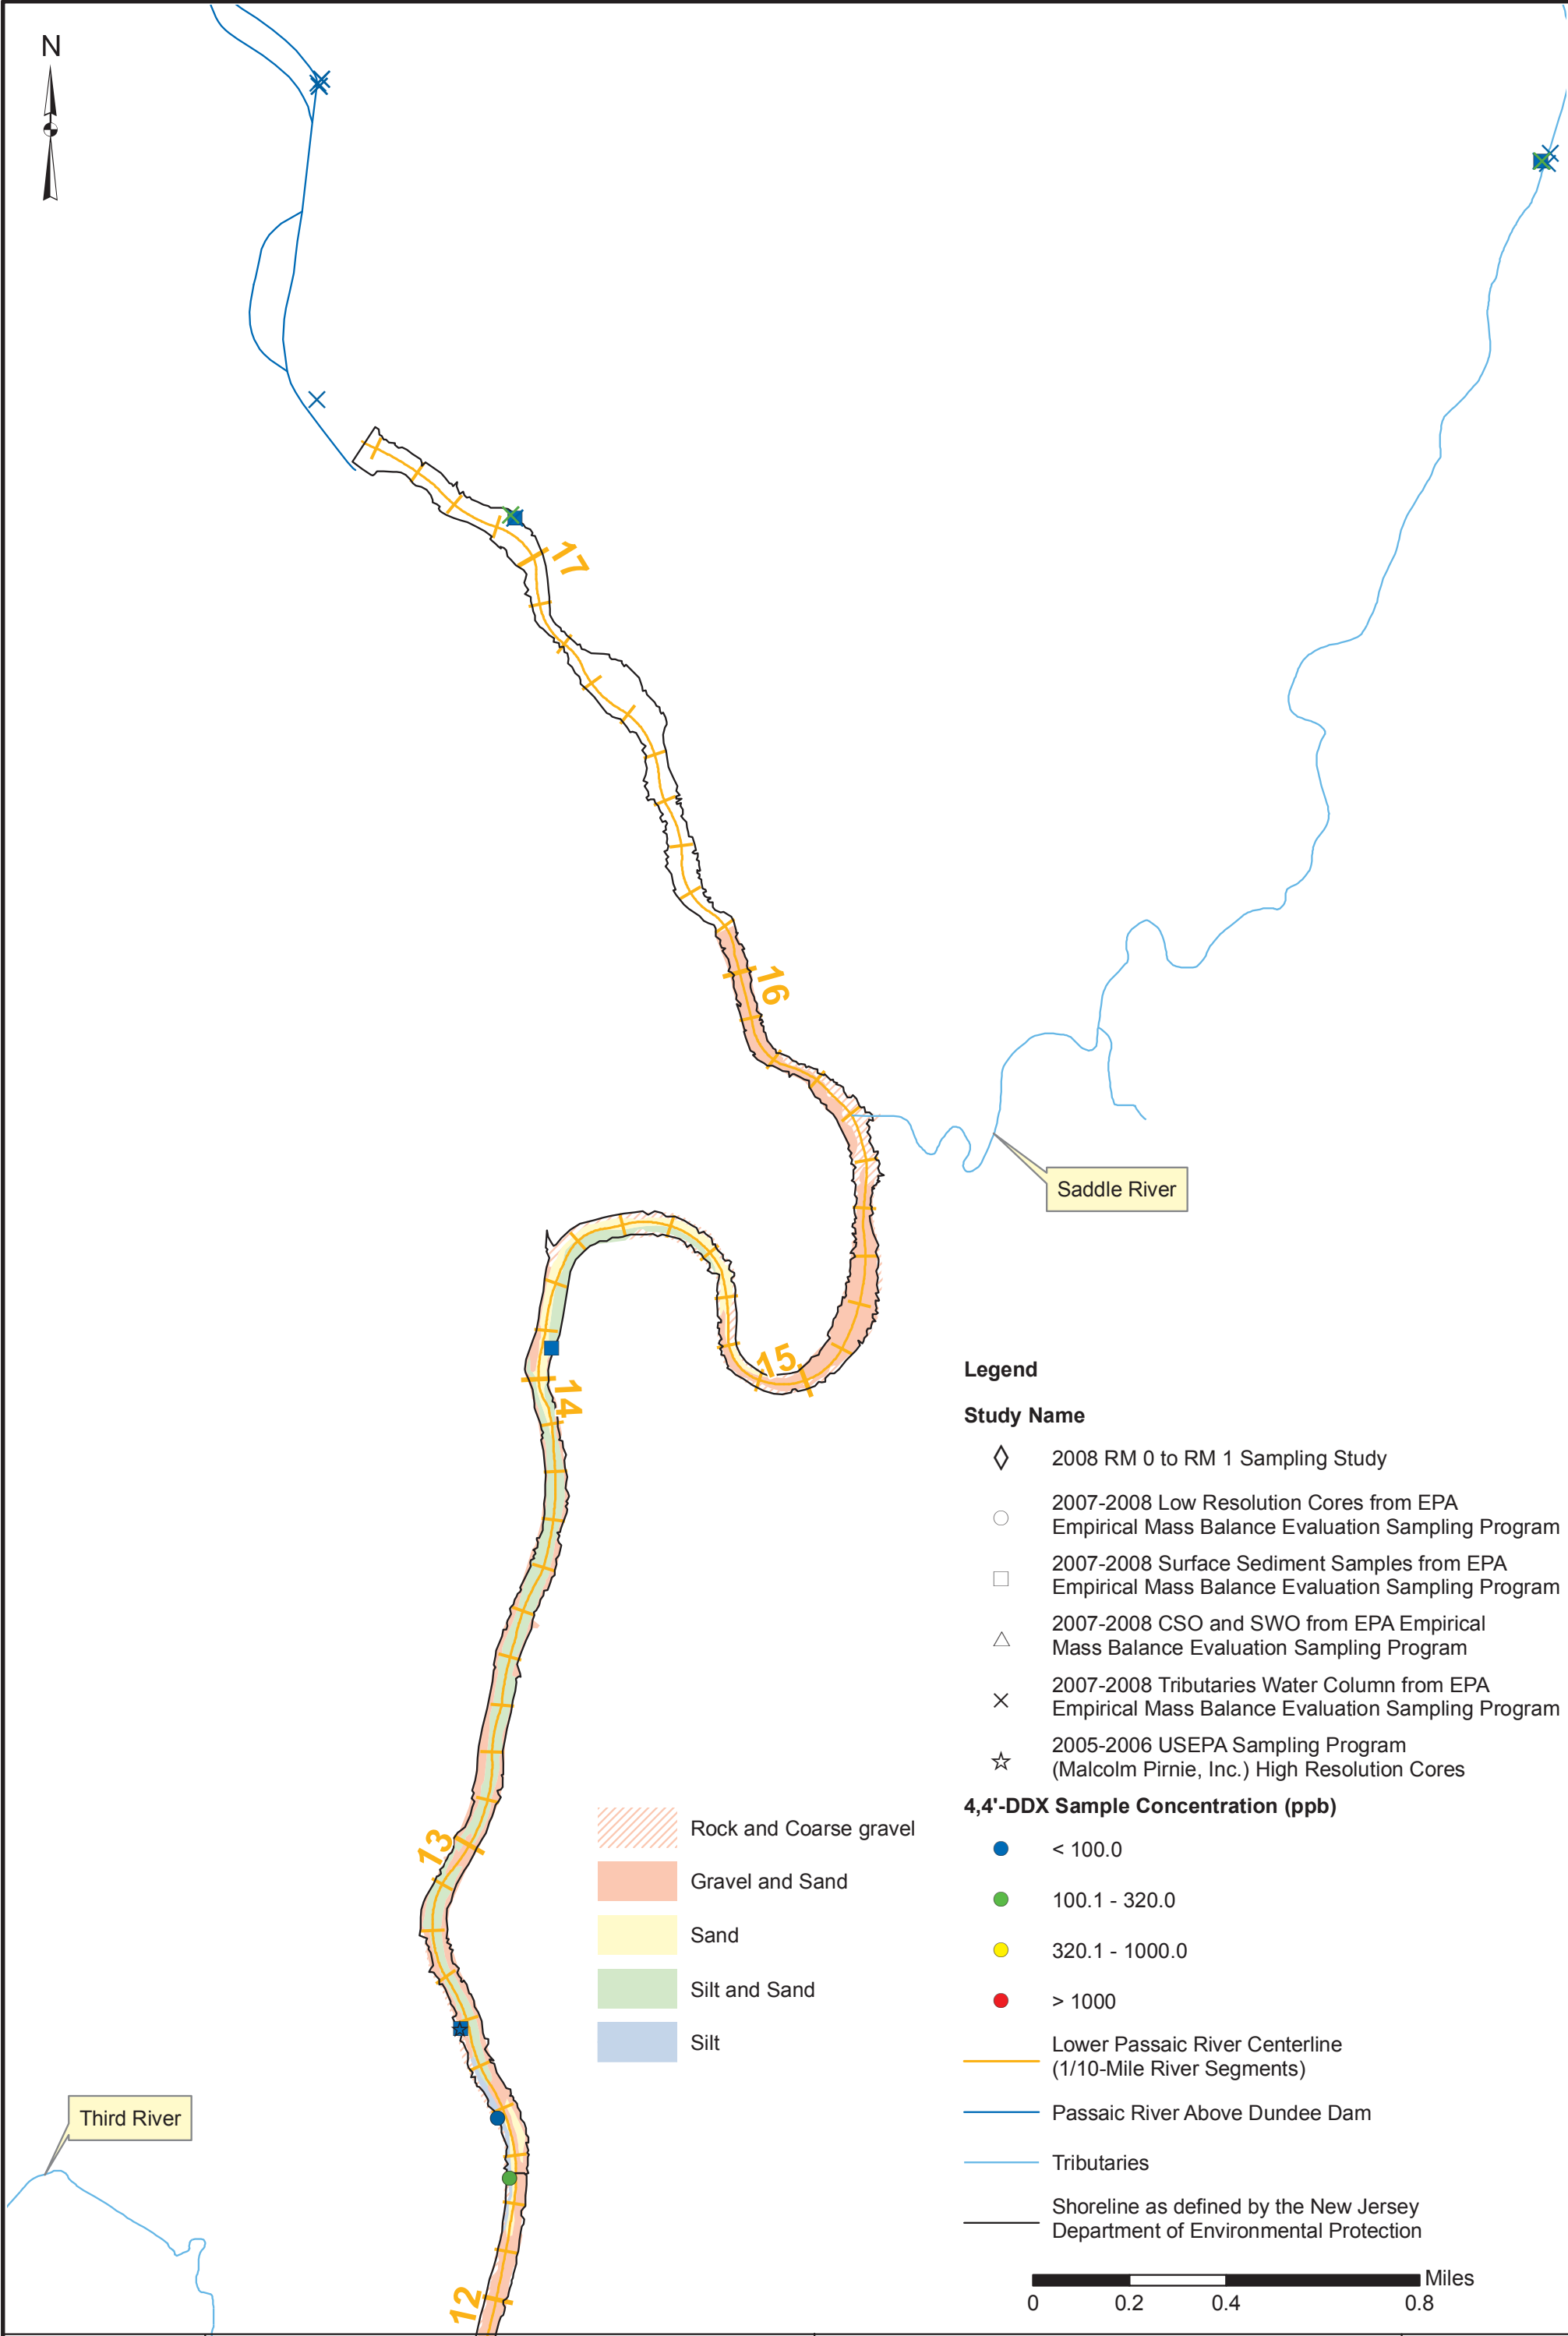 N
17
16
Saddle River
15
14
13
12
Third River
Rock and Coarse gravel
Gravel and Sand
Sand
Silt and Sand
Silt
Legend
Study Name
2008 RM 0 to RM 1 Sampling Study
2007-2008 Low Resolution Cores from EPA
Empirical Mass Balance Evaluation Sampling Program
2007-2008 Surface Sediment Samples from EPA
Empirical Mass Balance Evaluation Sampling Program
2007-2008 CSO and SWO from EPA Empirical
Mass Balance Evaluation Sampling Program
2007-2008 Tributaries Water Column from EPA
Empirical Mass Balance Evaluation Sampling Program
2005-2006 USEPA Sampling Program
(Malcolm Pirnie, Inc.) High Resolution Cores
4,4'-DDX Sample Concentration (ppb)
< 100.0
100.1 - 320.0
320.1 - 1000.0
> 1000
Lower Passaic River Centerline
(1/10-Mile River Segments)
Passaic River Above Dundee Dam
Tributaries
Shoreline as defined by the New Jersey
Department of Environmental Protection
Miles
0 0.2 0.4 0.8